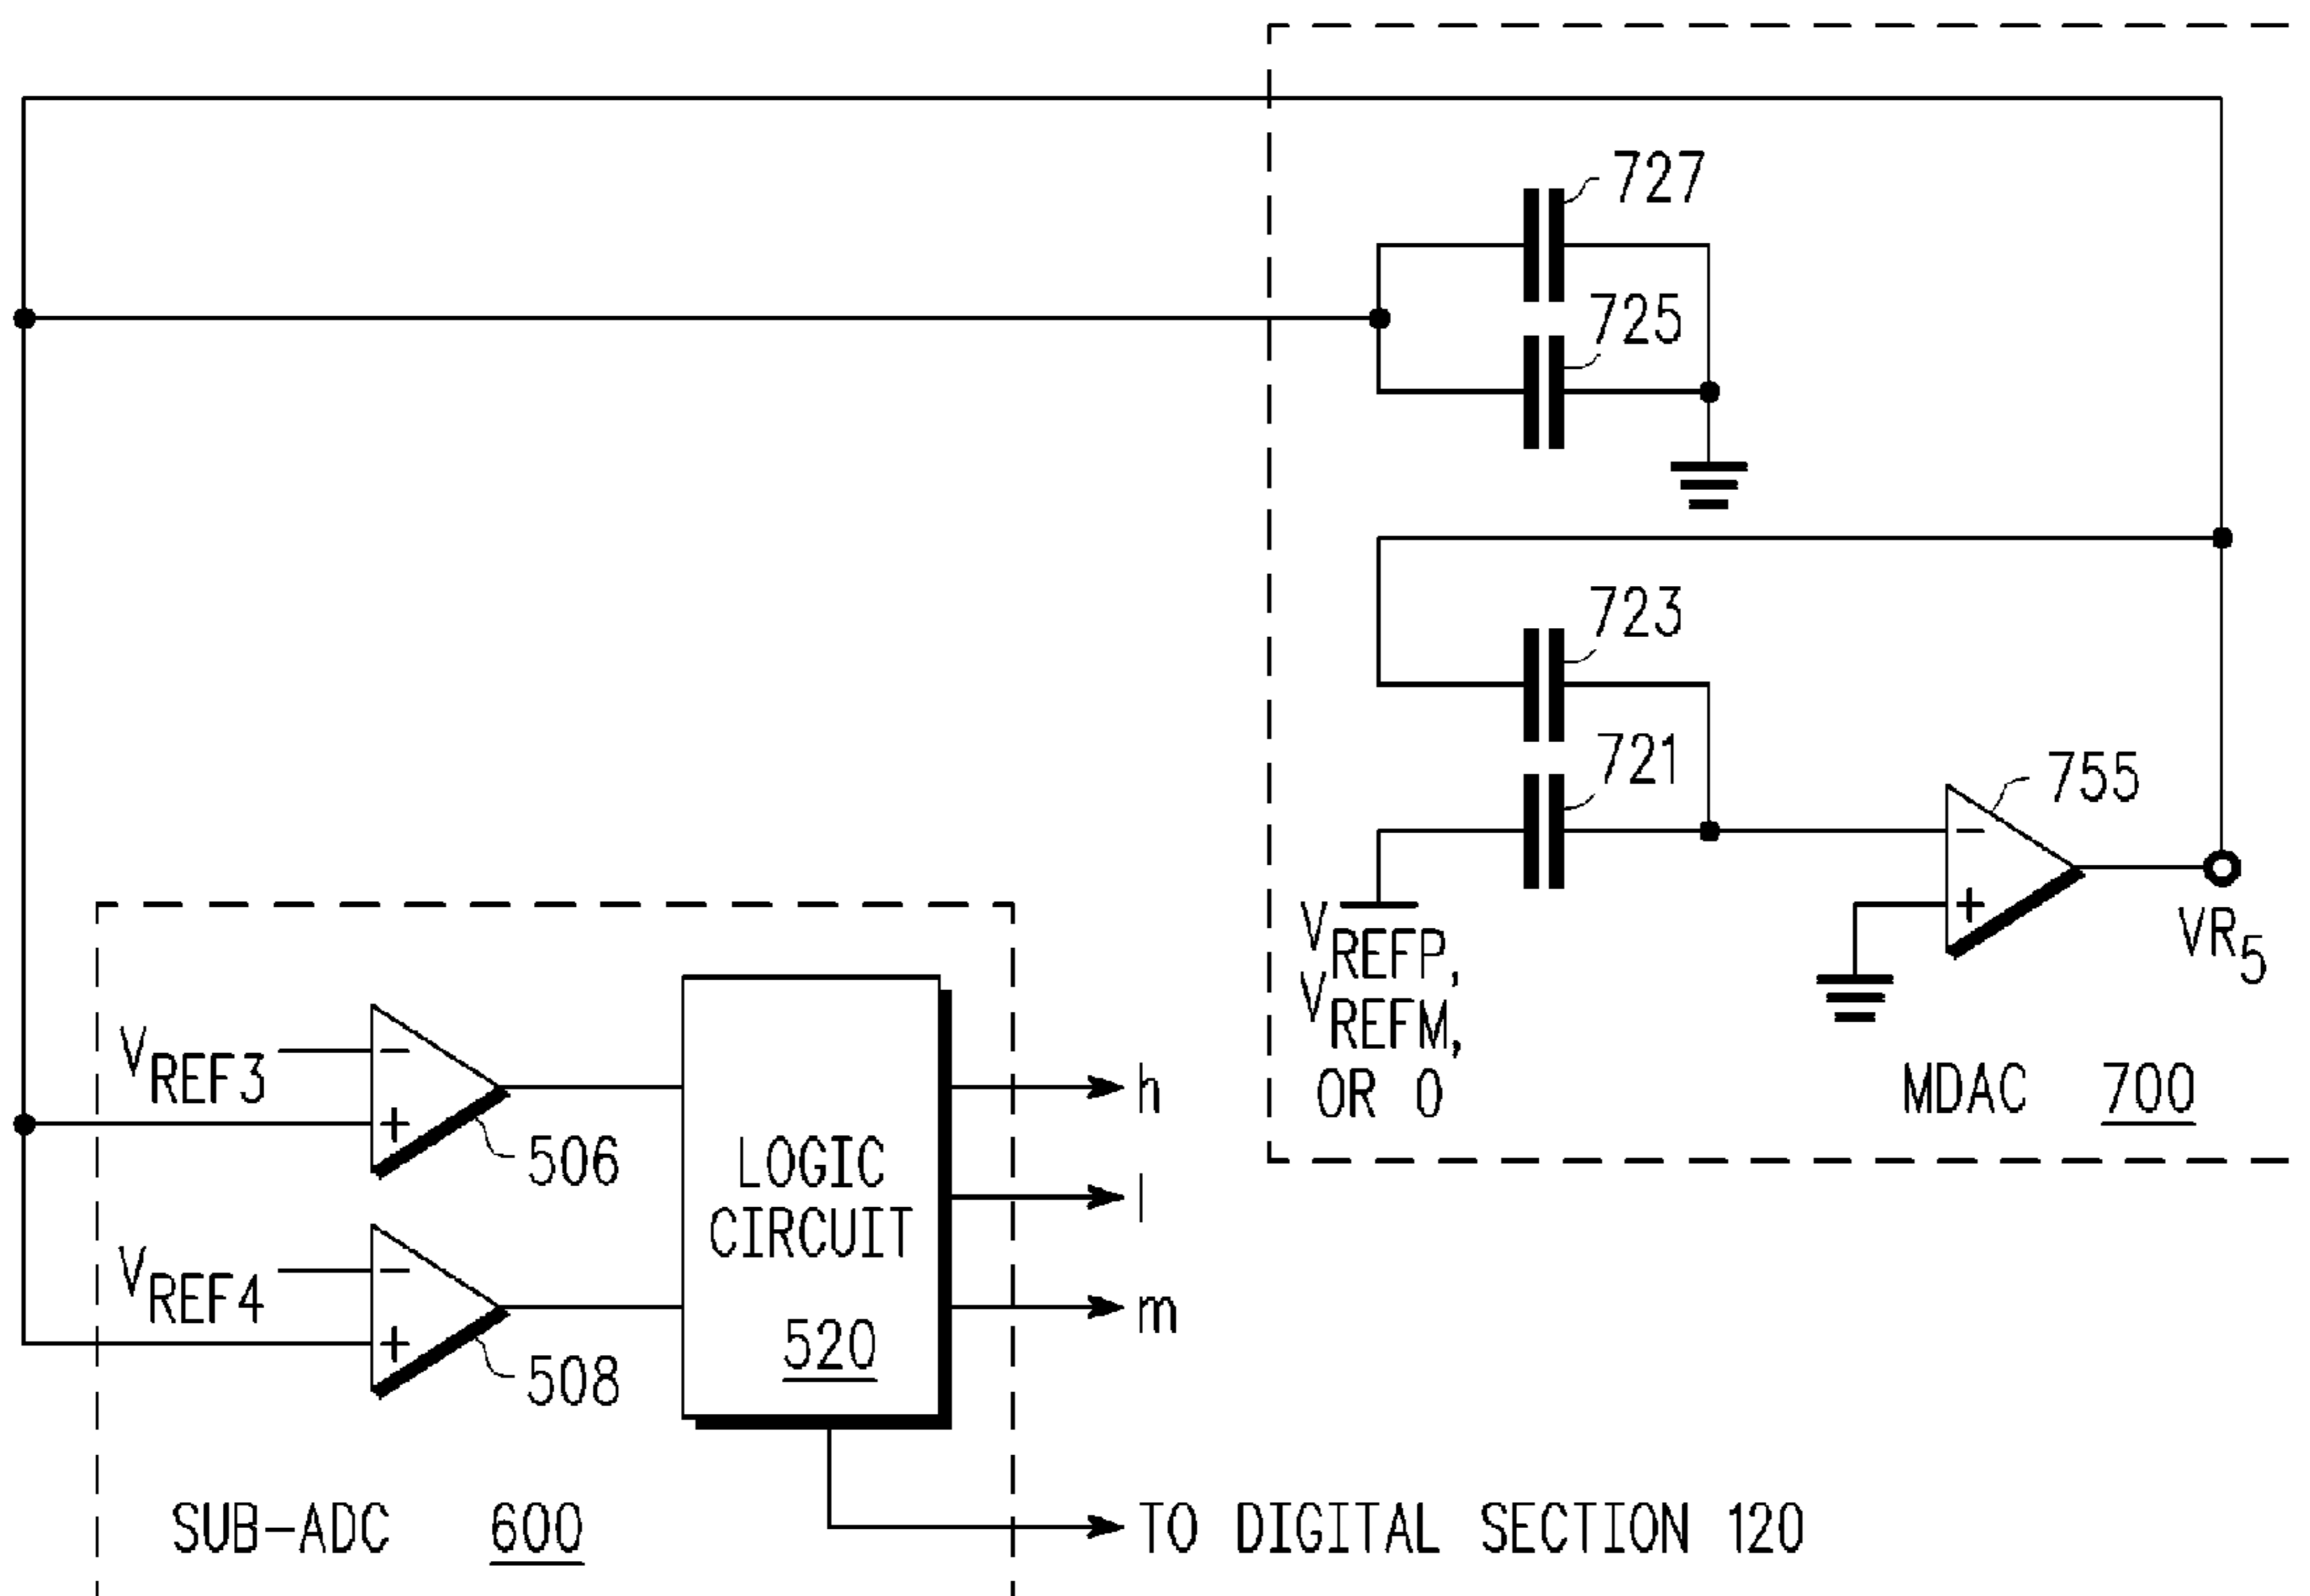 727
725
723
721
755
VREFP,
VREFM,
OR 0
VR5
MDAC 700
VREF3
506
VREF4
508
LOGIC
CIRCUIT
520
h
l
m
SUB-ADC 600
TO DIGITAL SECTION 120